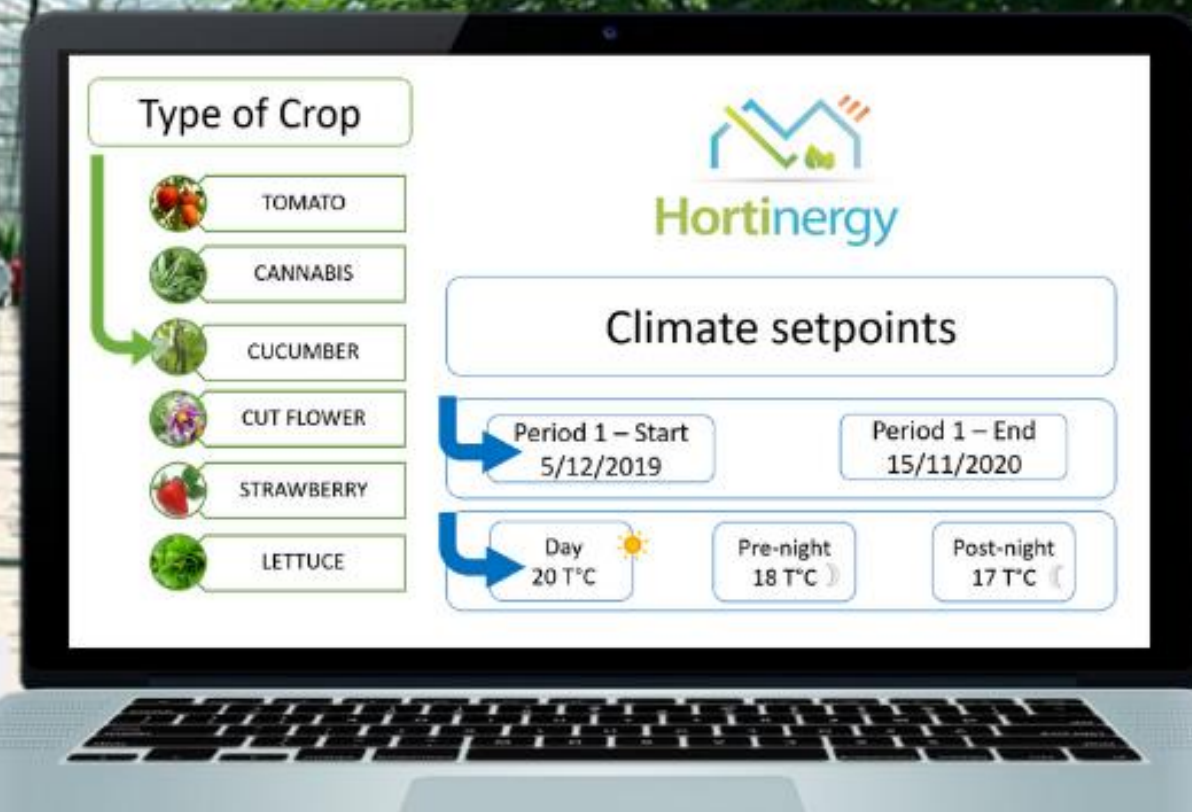 Type of Crop
TOMATO
CANNABIS
CUCUMBER
CUT FLOWER
STRAWBERRY
LETTUCE
Hortinergy
Climate setpoints
Period 1 – Start
5/12/2019
Period 1 – End
15/11/2020
Day
20 T°C
Pre-night
18 T°C
Post-night
17 T°C